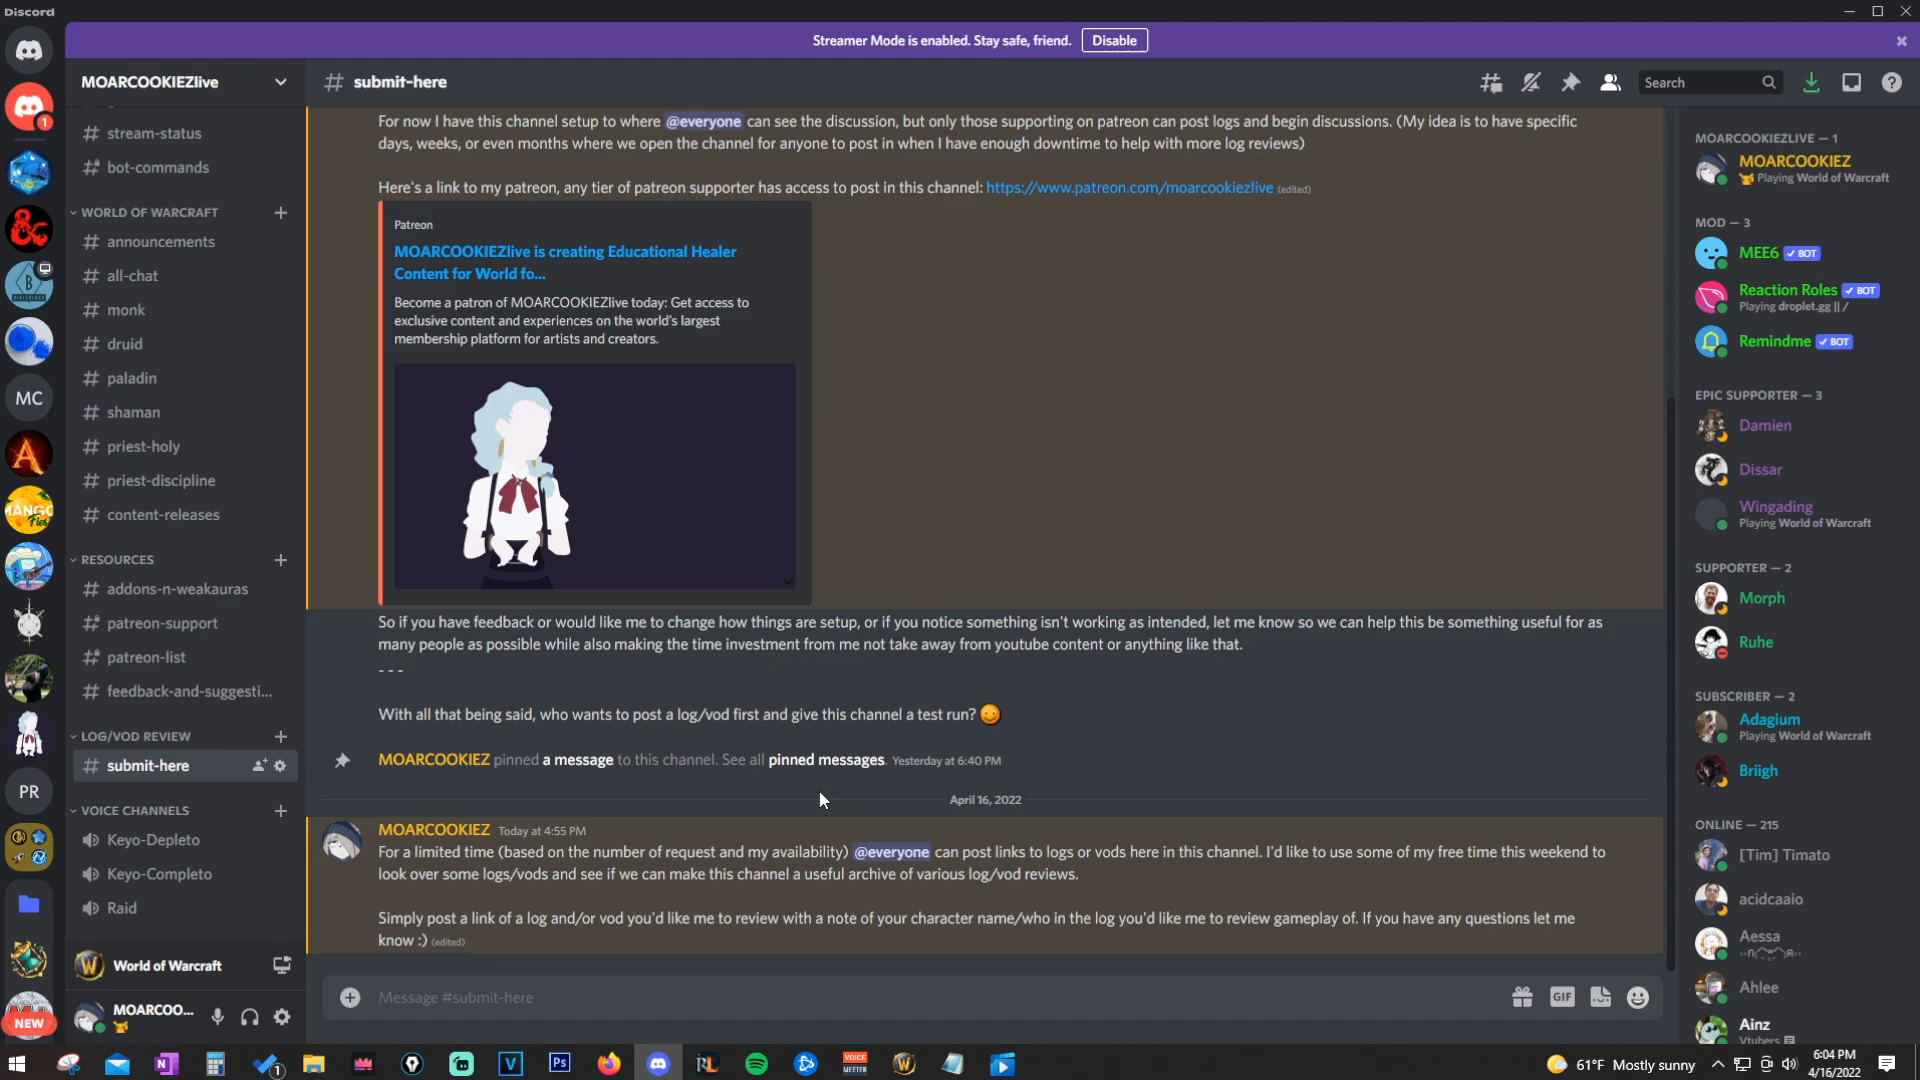 Discord
Streamer Mode is enabled. Stay safe, friend.
Disable
MOARCOOKIEZlive
stream-status
bot-commands
WORLD OF WARCRAFT
announcements
all-chat
monk
druid
paladin
shaman
priest-holy
priest-discipline
content-releases
RESOURCES
addons-n-weakauras
patreon-support
patreon-list
feedback-and-suggesti...
LOG/VOD REVIEW
submit-here
VOICE CHANNELS
Keyo-Depleto
Keyo-Completo
Raid
World of Warcraft
MOARCOO...
MC
MANGO
PR
NEW
1
# submit-here
Search
For now I have this channel setup to where @everyone can see the discussion, but only those supporting on patreon can post logs and begin discussions. (My idea is to have specific
days, weeks, or even months where we open the channel for anyone to post in when I have enough downtime to help with more log reviews)
Here's a link to my patreon, any tier of patreon supporter has access to post in this channel: https://www.patreon.com/moarcookiezlive (edited)
Patreon
MOARCOOKIEZlive is creating Educational Healer
Content for World fo...
Become a patron of MOARCOOKIEZlive today: Get access to
exclusive content and experiences on the world's largest
membership platform for artists and creators.
So if you have feedback or would like me to change how things are setup, or if you notice something isn't working as intended, let me know so we can help this be something useful for as
many people as possible while also making the time investment from me not take away from youtube content or anything like that.
- - -
With all that being said, who wants to post a log/vod first and give this channel a test run?
MOARCOOKIEZ pinned a message to this channel. See all pinned messages. Yesterday at 6:40 PM
April 16, 2022
MOARCOOKIEZ Today at 4:55 PM
For a limited time (based on the number of request and my availability) @everyone can post links to logs or vods here in this channel. I'd like to use some of my free time this weekend to
look over some logs/vods and see if we can make this channel a useful archive of various log/vod reviews.
Simply post a link of a log and/or vod you'd like me to review with a note of your character name/who in the log you'd like me to review gameplay of. If you have any questions let me
know :) (edited)
Message #submit-here
GIF
MOARCOOKIEZLIVE — 1
MOARCOOKIEZ
Playing World of Warcraft
MOD — 3
MEE6 ✓ BOT
Reaction Roles ✓ BOT
Playing droplet.gg || /
Remindme ✓ BOT
EPIC SUPPORTER — 3
Damien
Dissar
Wingading
Playing World of Warcraft
SUPPORTER — 2
Morph
Ruhe
SUBSCRIBER — 2
Adagium
Playing World of Warcraft
Briigh
ONLINE — 215
[Tim] Timato
acidcaaio
Aessa
Ahlee
Ainz
Vtubers
1
Ps
VOICE
MEETER
61°F Mostly sunny
6:04 PM
4/16/2022